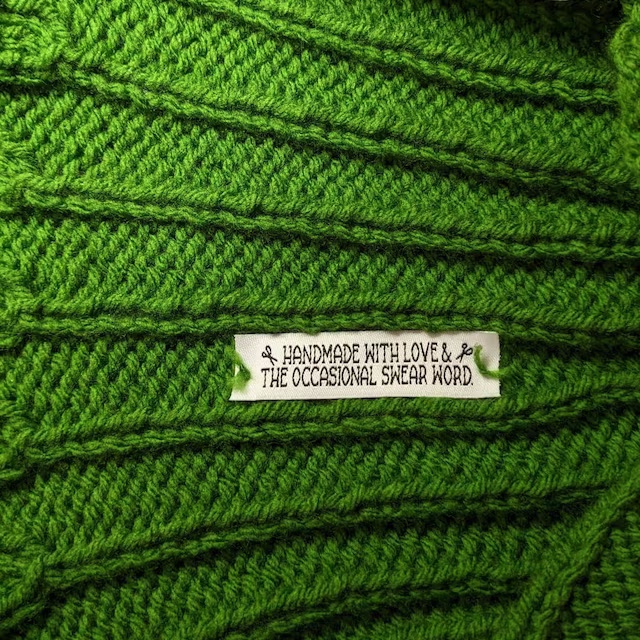 HANDMADE WITH LOVE &
THE OCCASIONAL SWEAR WORD.